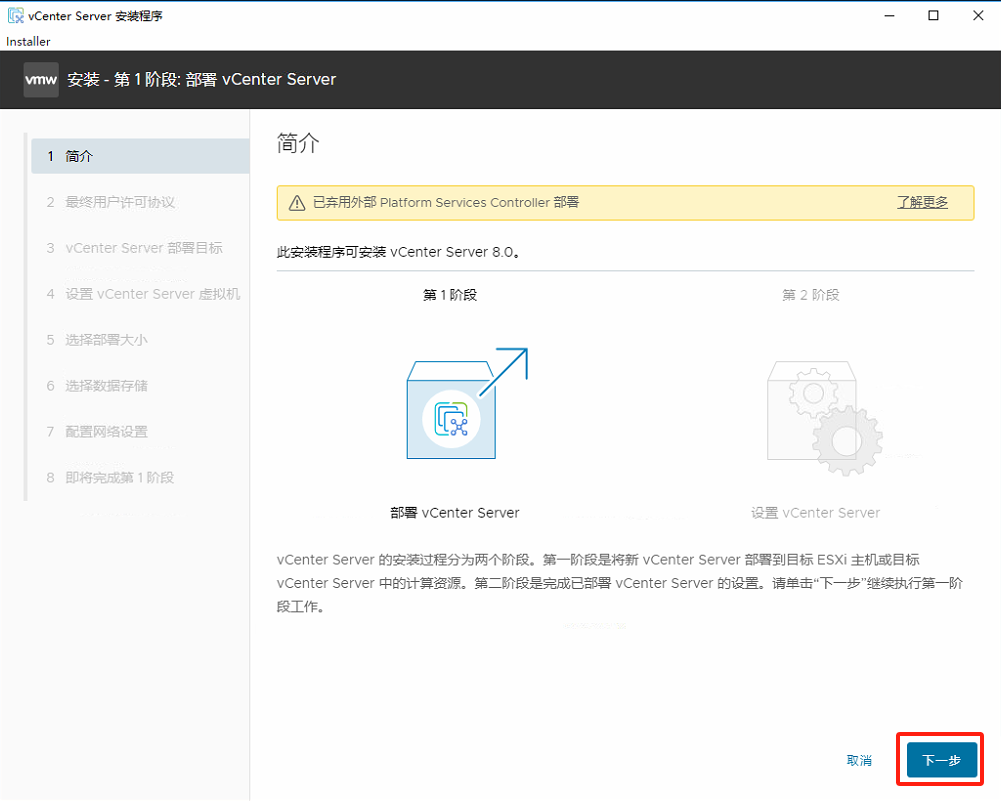 vCenter Server 安装程序
Installer
vmw 安装 - 第 1 阶段: 部署 vCenter Server
1 简介
2 最终用户许可协议
3 vCenter Server 部署目标
4 设置 vCenter Server 虚拟机
5 选择部署大小
6 选择数据存储
7 配置网络设置
8 即将完成第 1 阶段
简介
已弃用外部 Platform Services Controller 部署 了解更多
此安装程序可安装 vCenter Server 8.0。
第 1 阶段 第 2 阶段
部署 vCenter Server 设置 vCenter Server
vCenter Server 的安装过程分为两个阶段。第一阶段是将新 vCenter Server 部署到目标 ESXi 主机或目标
vCenter Server 中的计算资源。第二阶段是完成已部署 vCenter Server 的设置。请单击“下一步”继续执行第一阶
段工作。
取消 下一步